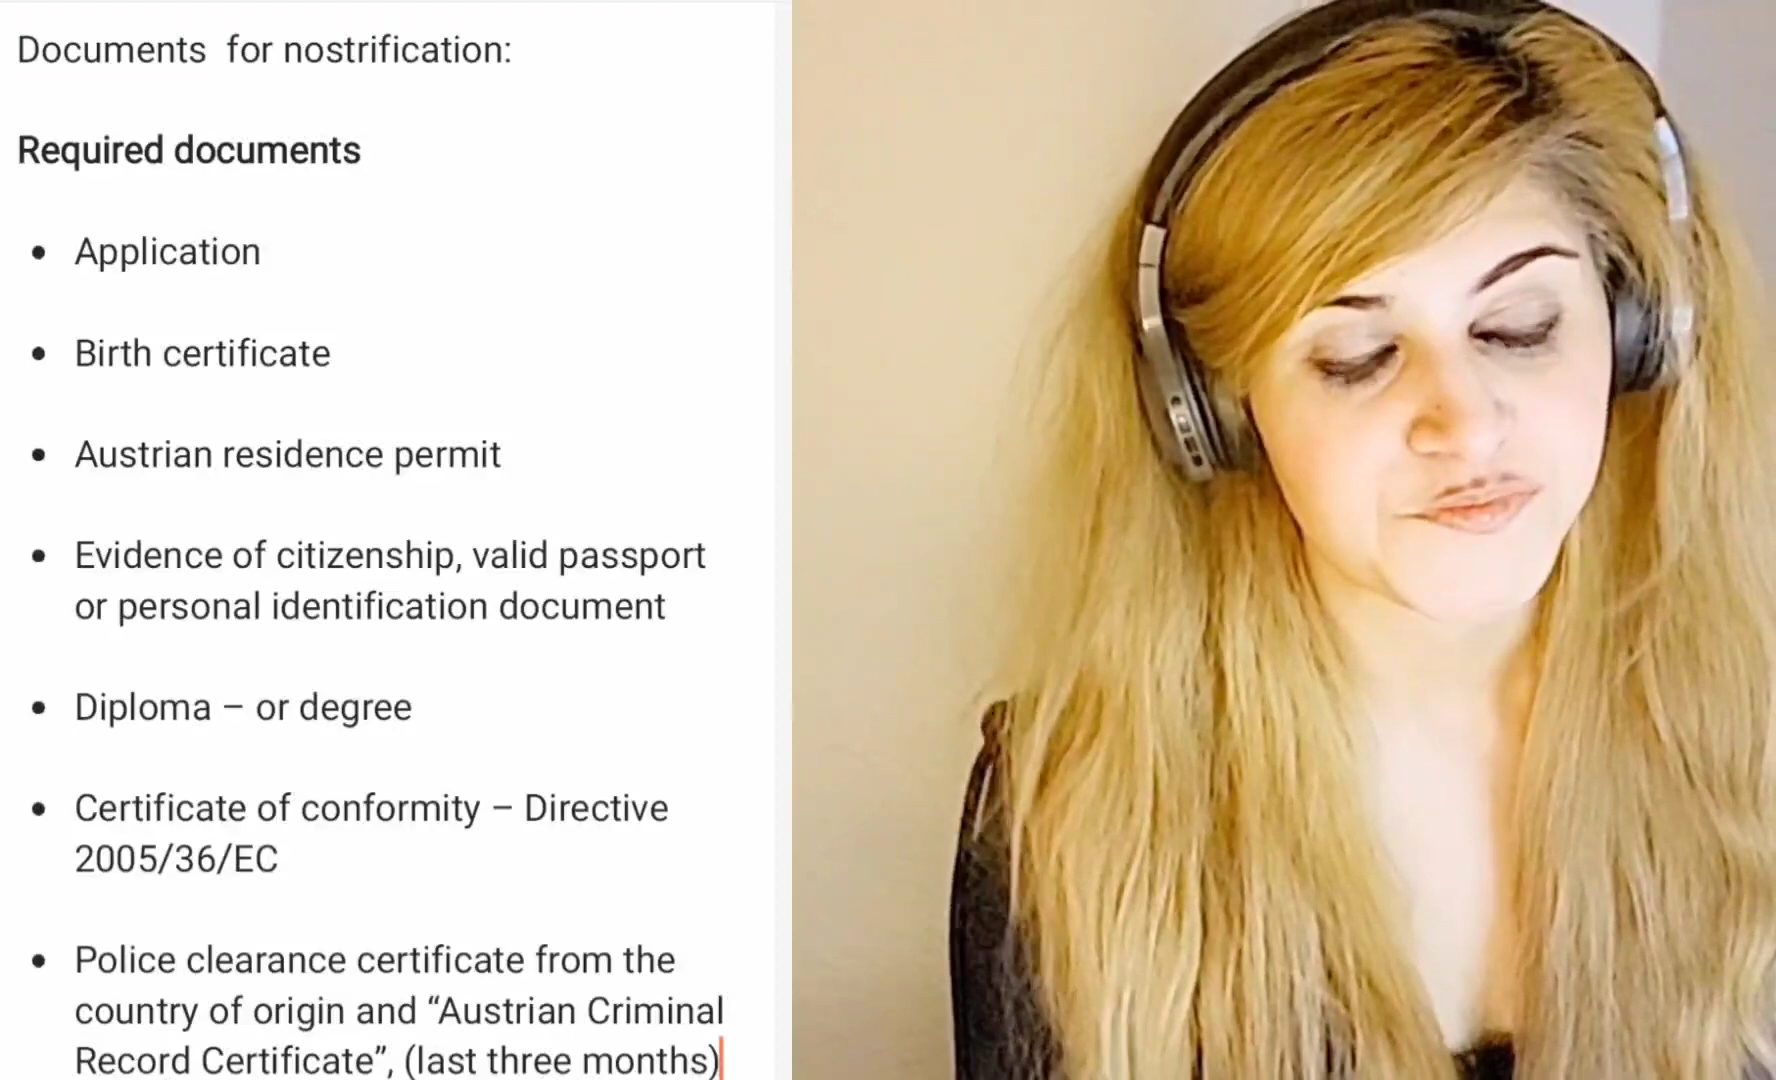 Documents  for nostrification:
Required documents
• Application
• Birth certificate
• Austrian residence permit
• Evidence of citizenship, valid passport
or personal identification document
• Diploma – or degree
• Certificate of conformity – Directive
2005/36/EC
• Police clearance certificate from the
country of origin and “Austrian Criminal
Record Certificate”, (last three months)